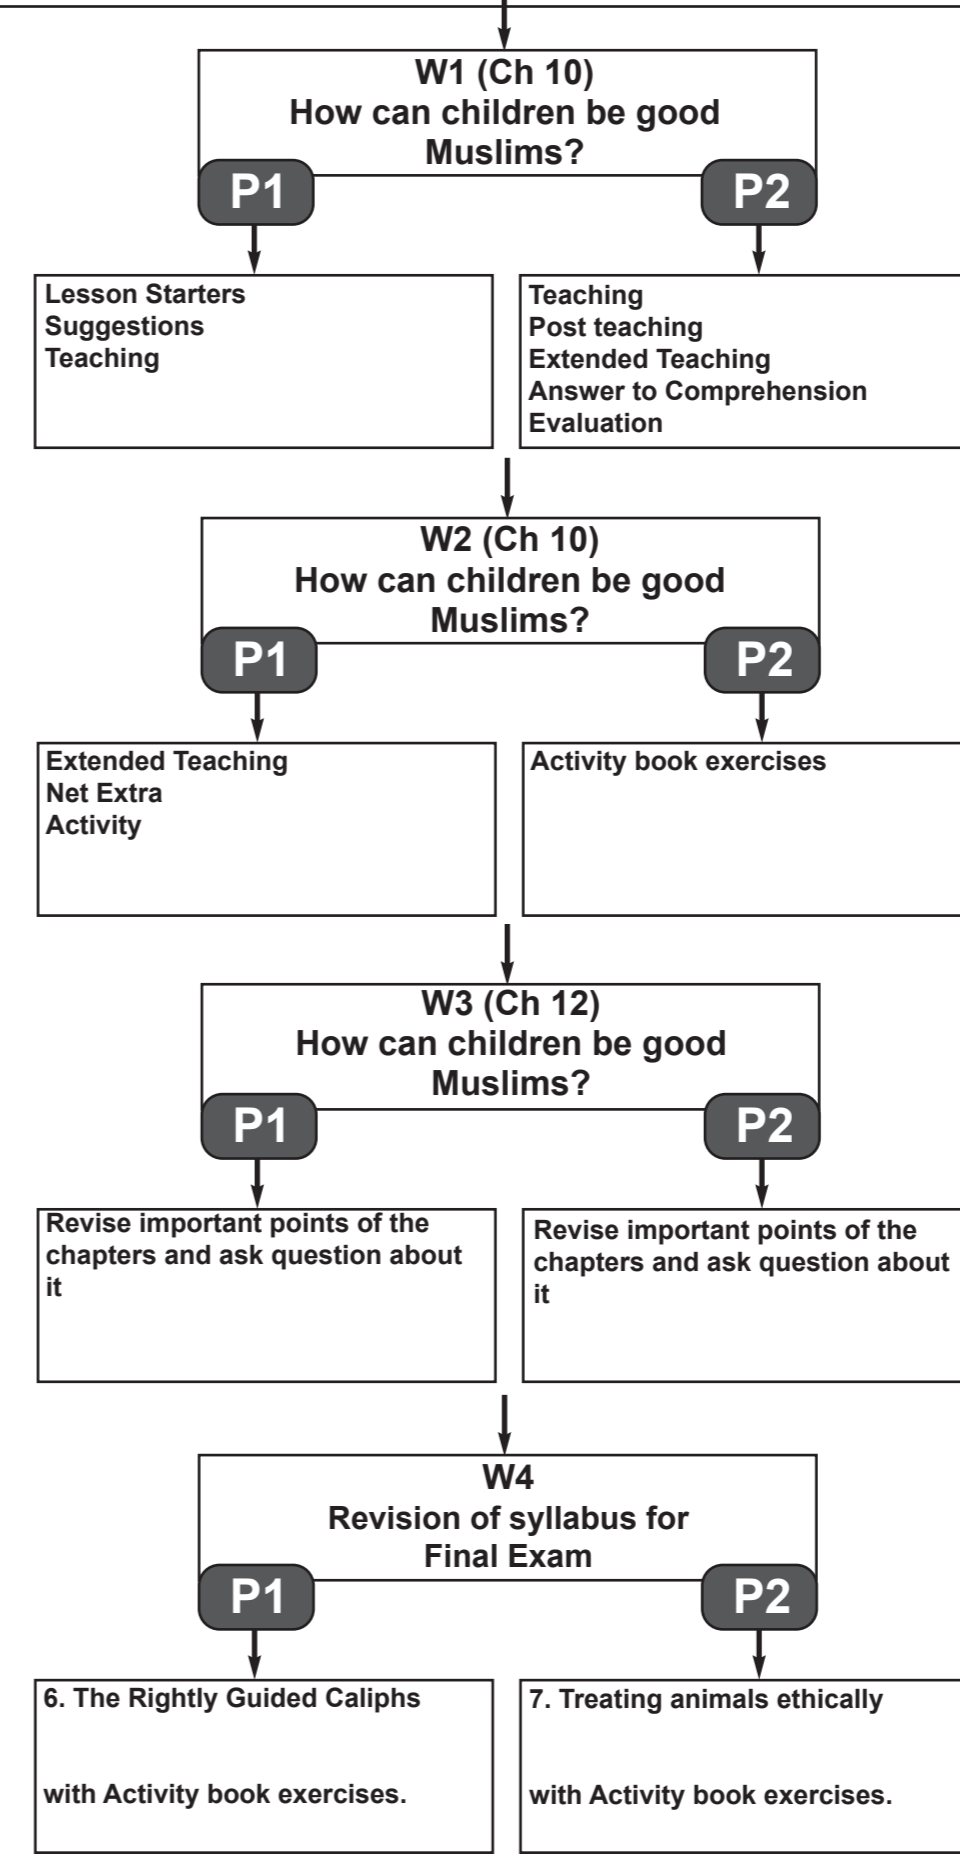 W1 (Ch 10)
How can children be good
Muslims?
P1
P2
Lesson Starters
Suggestions
Teaching
Teaching
Post teaching
Extended Teaching
Answer to Comprehension
Evaluation
W2 (Ch 10)
How can children be good
Muslims?
P1
P2
Extended Teaching
Net Extra
Activity
Activity book exercises
W3 (Ch 12)
How can children be good
Muslims?
P1
P2
Revise important points of the
chapters and ask question about
it
Revise important points of the
chapters and ask question about
it
W4
Revision of syllabus for
Final Exam
P1
P2
6. The Rightly Guided Caliphs
with Activity book exercises.
7. Treating animals ethically
with Activity book exercises.